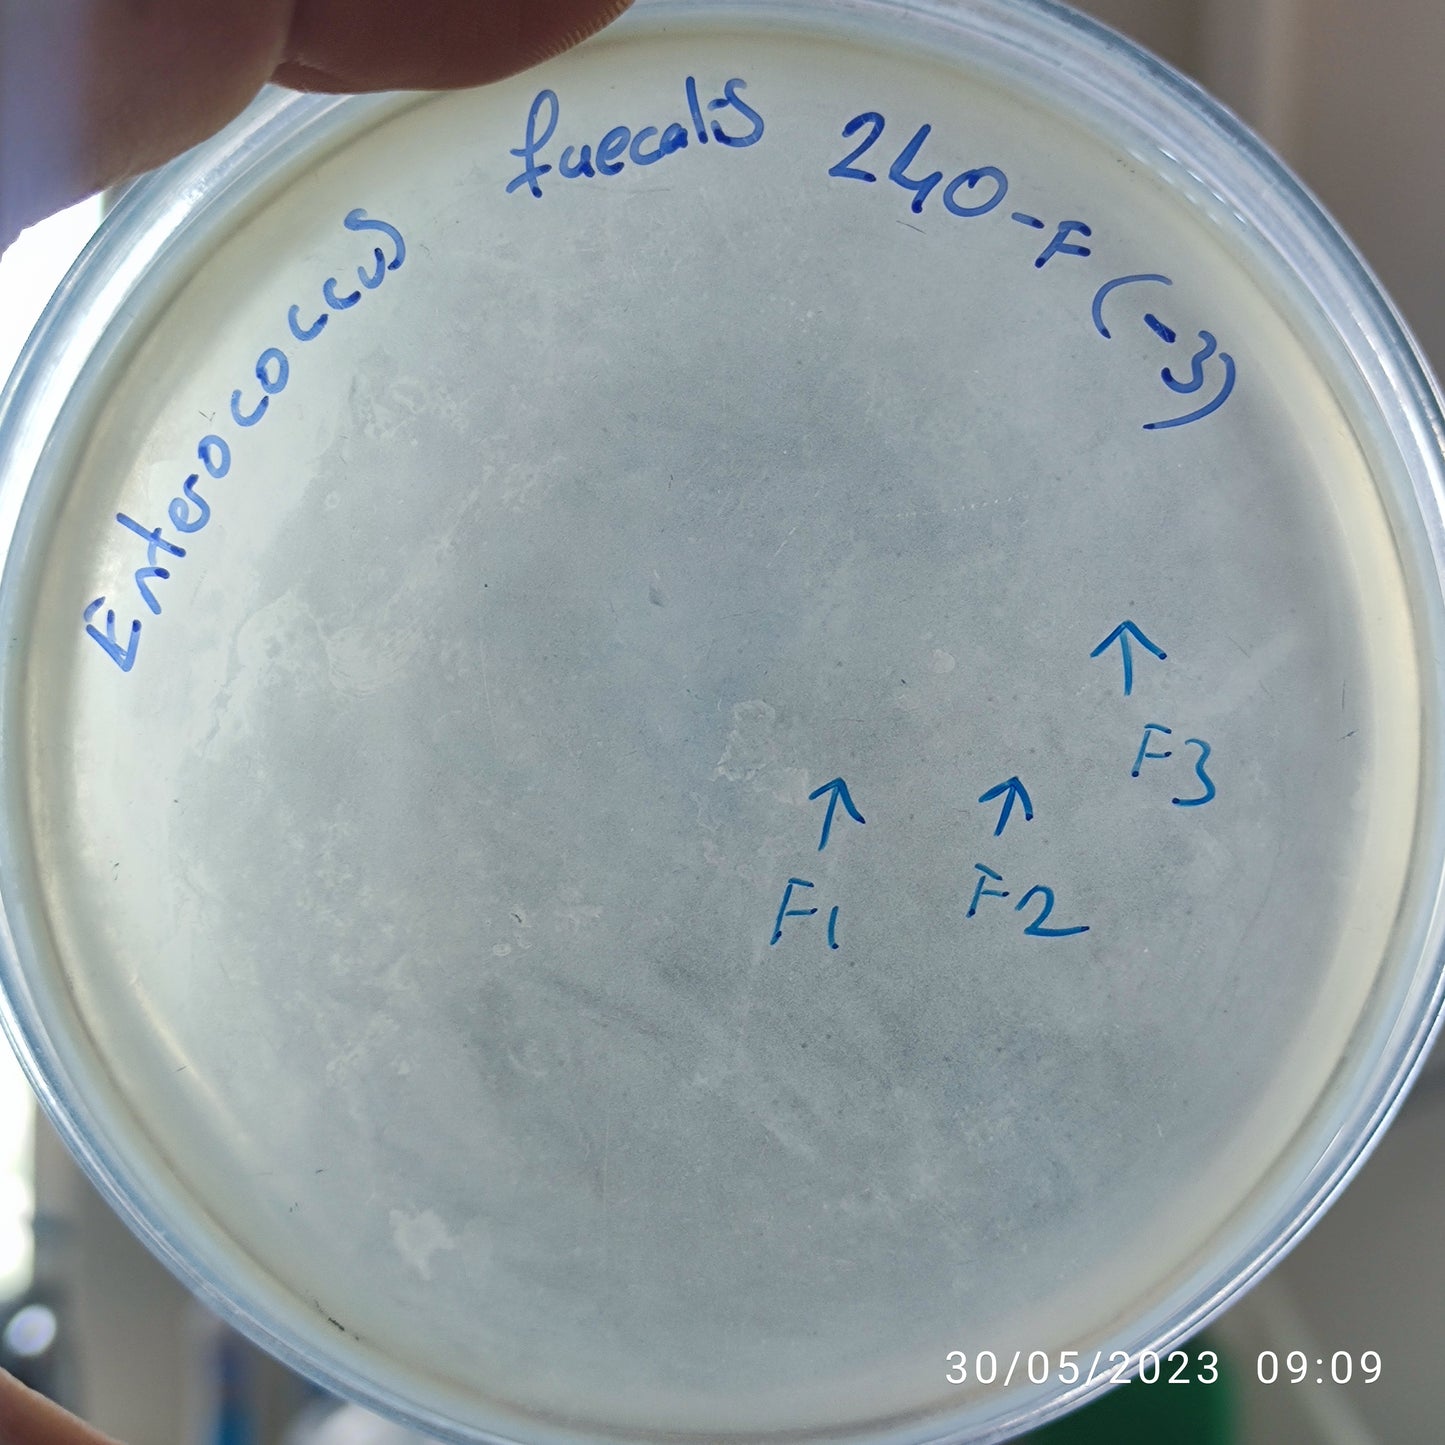 Enterococcus faecalis 240-F (-3)
F3
F1
F2
30/05/2023 09:09